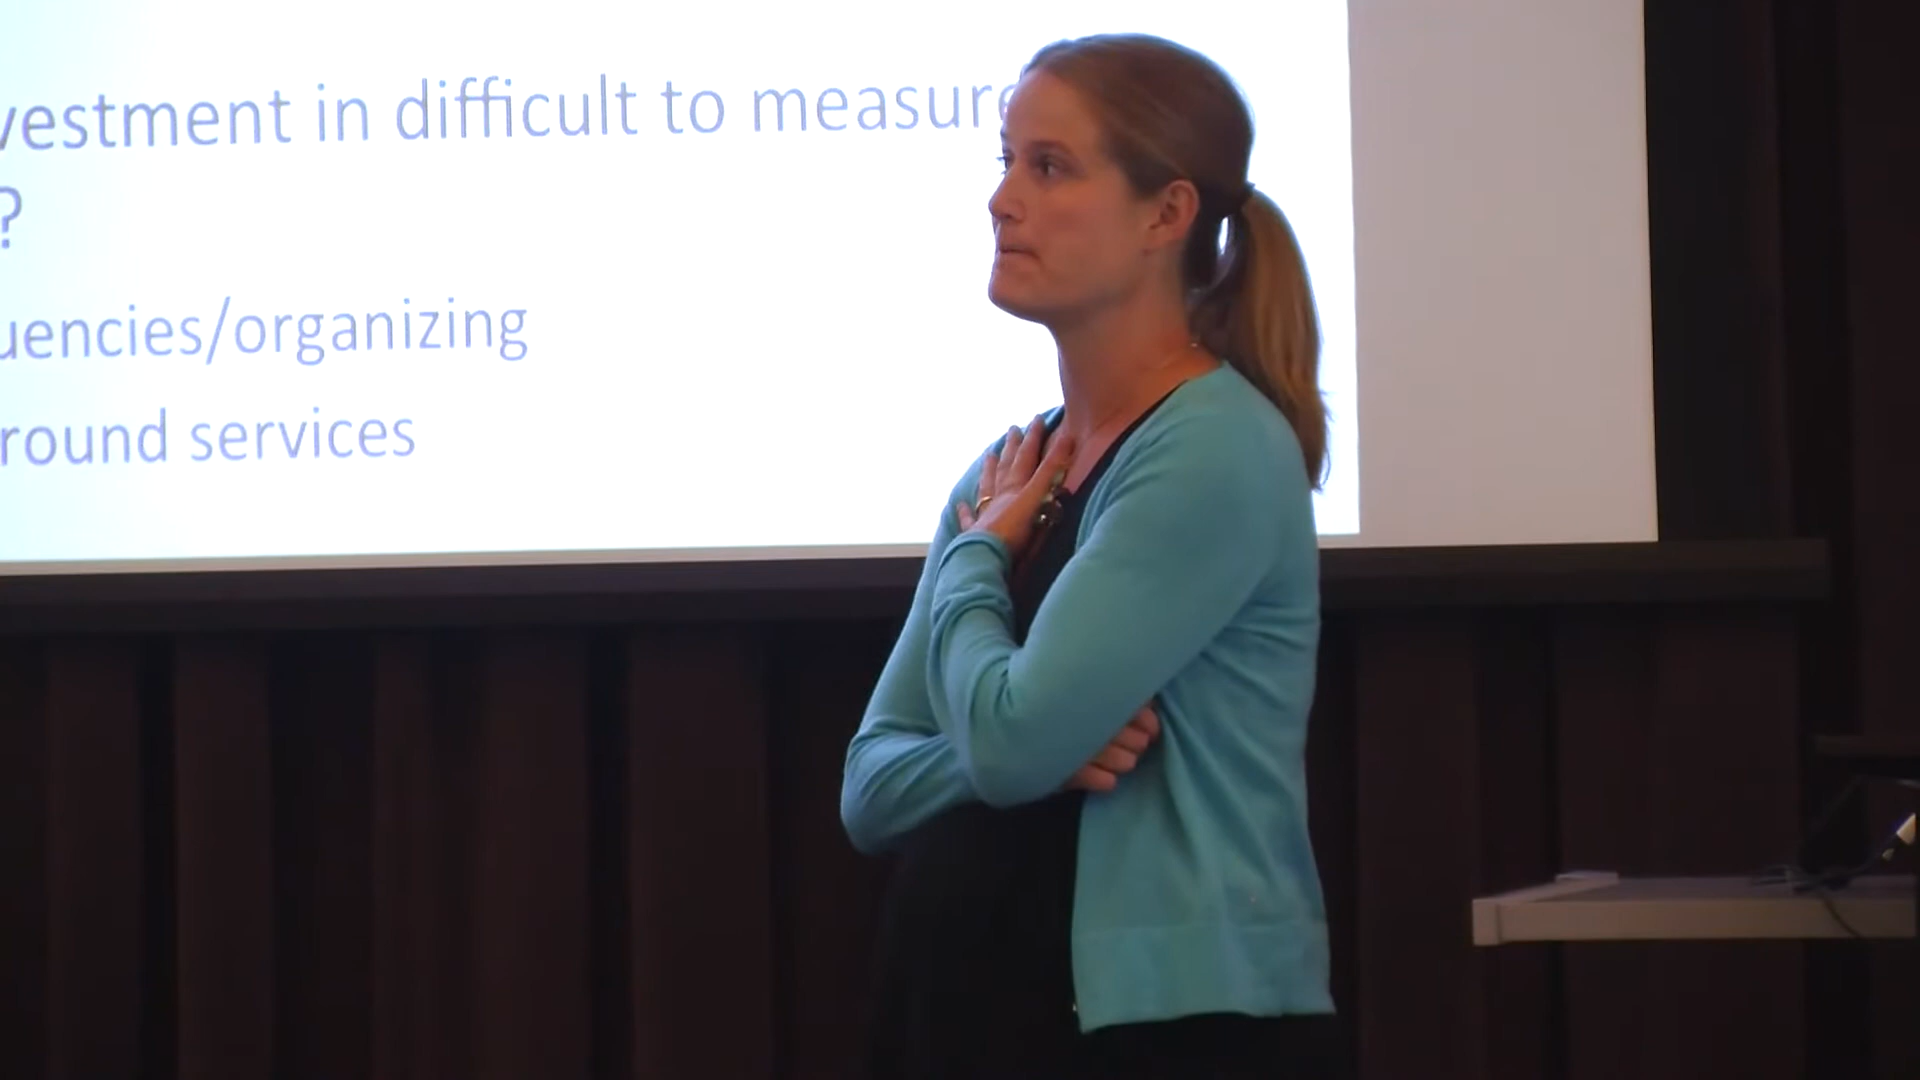 vestment in difficult to measure
?
uencies/organizing
round services